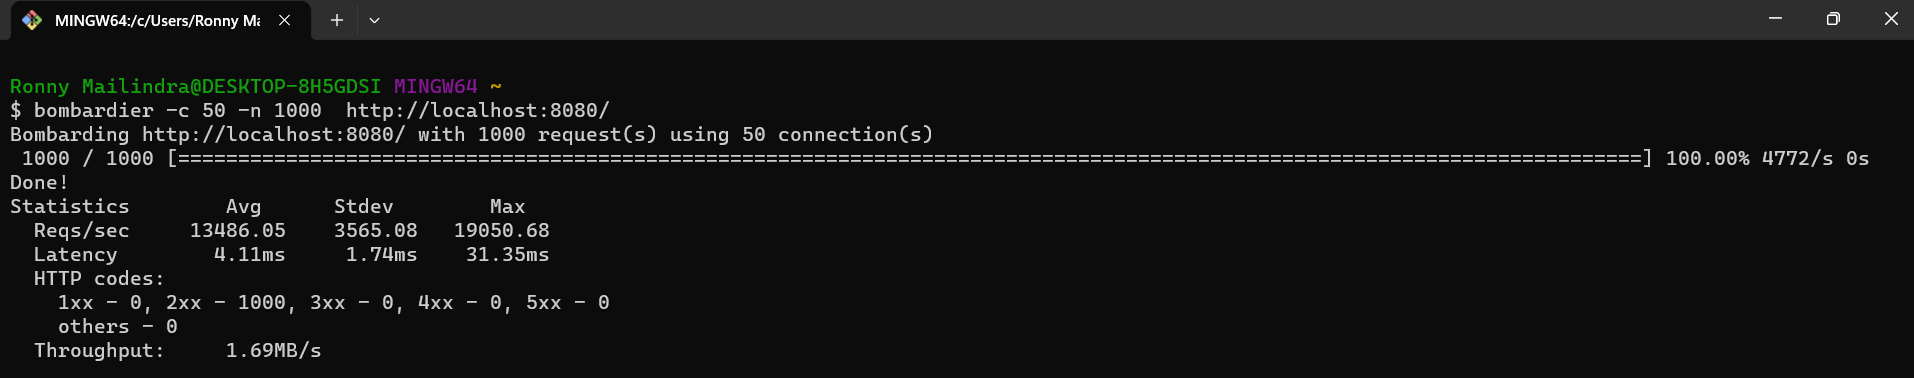 MINGW64:/c/Users/Ronny Ma
Ronny Mailindra@DESKTOP-8H5GDSI MINGW64 ~
$ bombardier -c 50 -n 1000  http://localhost:8080/
Bombarding http://localhost:8080/ with 1000 request(s) using 50 connection(s)
 1000 / 1000 [==========================================================================================================================] 100.00% 4772/s 0s
Done!
Statistics        Avg      Stdev        Max
  Reqs/sec     13486.05    3565.08   19050.68
  Latency        4.11ms     1.74ms    31.35ms
  HTTP codes:
    1xx - 0, 2xx - 1000, 3xx - 0, 4xx - 0, 5xx - 0
    others - 0
  Throughput:     1.69MB/s